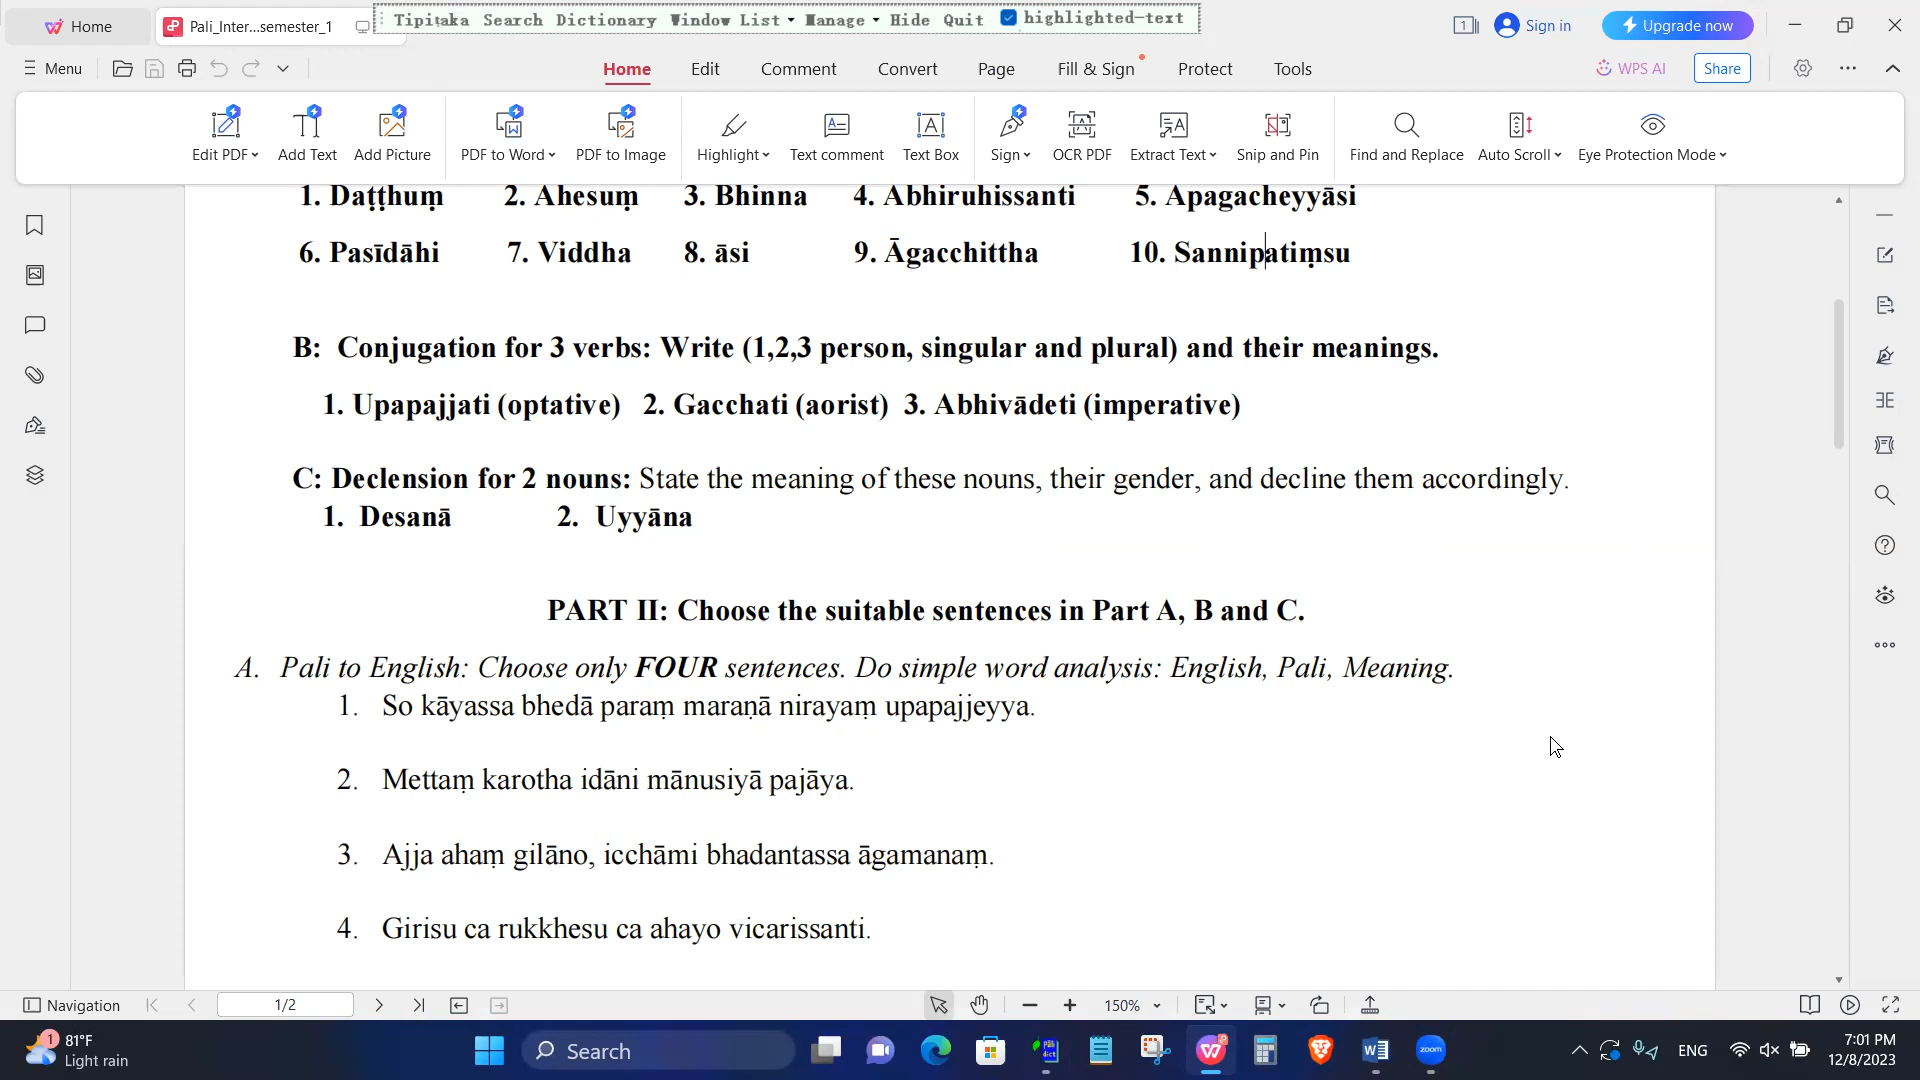 Home
Pali_Inter...semester_1
Tipiṭaka Search Dictionary Window List Manage Hide Quit highlighted-text
1
Sign in
Upgrade now
Menu
Home Edit Comment Convert Page Fill & Sign Protect Tools
WPS AI
Share
Edit PDF Add Text Add Picture PDF to Word PDF to Image Highlight Text comment Text Box Sign OCR PDF Extract Text Snip and Pin Find and Replace Auto Scroll Eye Protection Mode
1. Daṭṭhuṃ 2. Ahesuṃ 3. Bhinna 4. Abhiruhissanti 5. Apagacheyyāsi
6. Pasīdāhi 7. Viddha 8. āsi 9. Āgacchittha 10. Sannipatiṃsu
B: Conjugation for 3 verbs: Write (1,2,3 person, singular and plural) and their meanings.
1. Upapajjati (optative) 2. Gacchati (aorist) 3. Abhivādeti (imperative)
C: Declension for 2 nouns: State the meaning of these nouns, their gender, and decline them accordingly.
1. Desanā 2. Uyyāna
PART II: Choose the suitable sentences in Part A, B and C.
A. Pali to English: Choose only FOUR sentences. Do simple word analysis: English, Pali, Meaning.
1. So kāyassa bhedā paraṃ maraṇā nirayaṃ upapajjeyya.
2. Mettaṃ karotha idāni mānusiyā pajāya.
3. Ajja ahaṃ gilāno, icchāmi bhadantassa āgamanaṃ.
4. Girisu ca rukkhesu ca ahayo vicarissanti.
Navigation
1/2
150%
1
81°F
Light rain
Search
Pāli dict
zoom
ENG
7:01 PM
12/8/2023